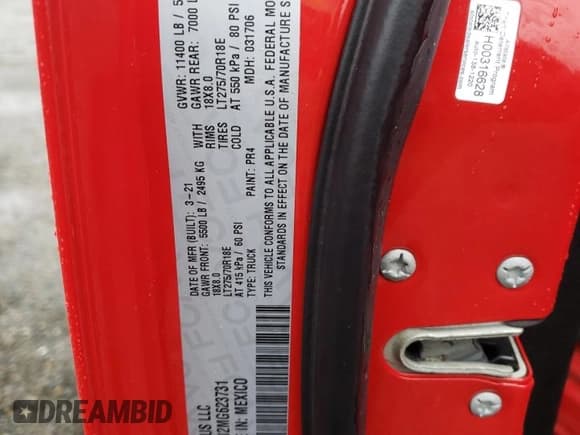 US LLC
2MG623731
IN MEXICO
DATE OF MFR (BUILT): 3-21
GAWR FRONT: 5500 LB / 2495 KG WITH
18X8.0 RIMS
LT275/70R18E TIRES
AT 415 kPa / 60 PSI COLD
TYPE: TRUCK PAINT: PR4
GVWR: 11400 LB / 5
GAWR REAR: 7000 L
18X8.0
LT275/70R18E
AT 550 kPa / 80 PSI
MDH: 031706
THIS VEHICLE CONFORMS TO ALL APPLICABLE U.S.A. FEDERAL MO
STANDARDS IN EFFECT ON THE DATE OF MANUFACTURE S
H00316628
DREAMBID